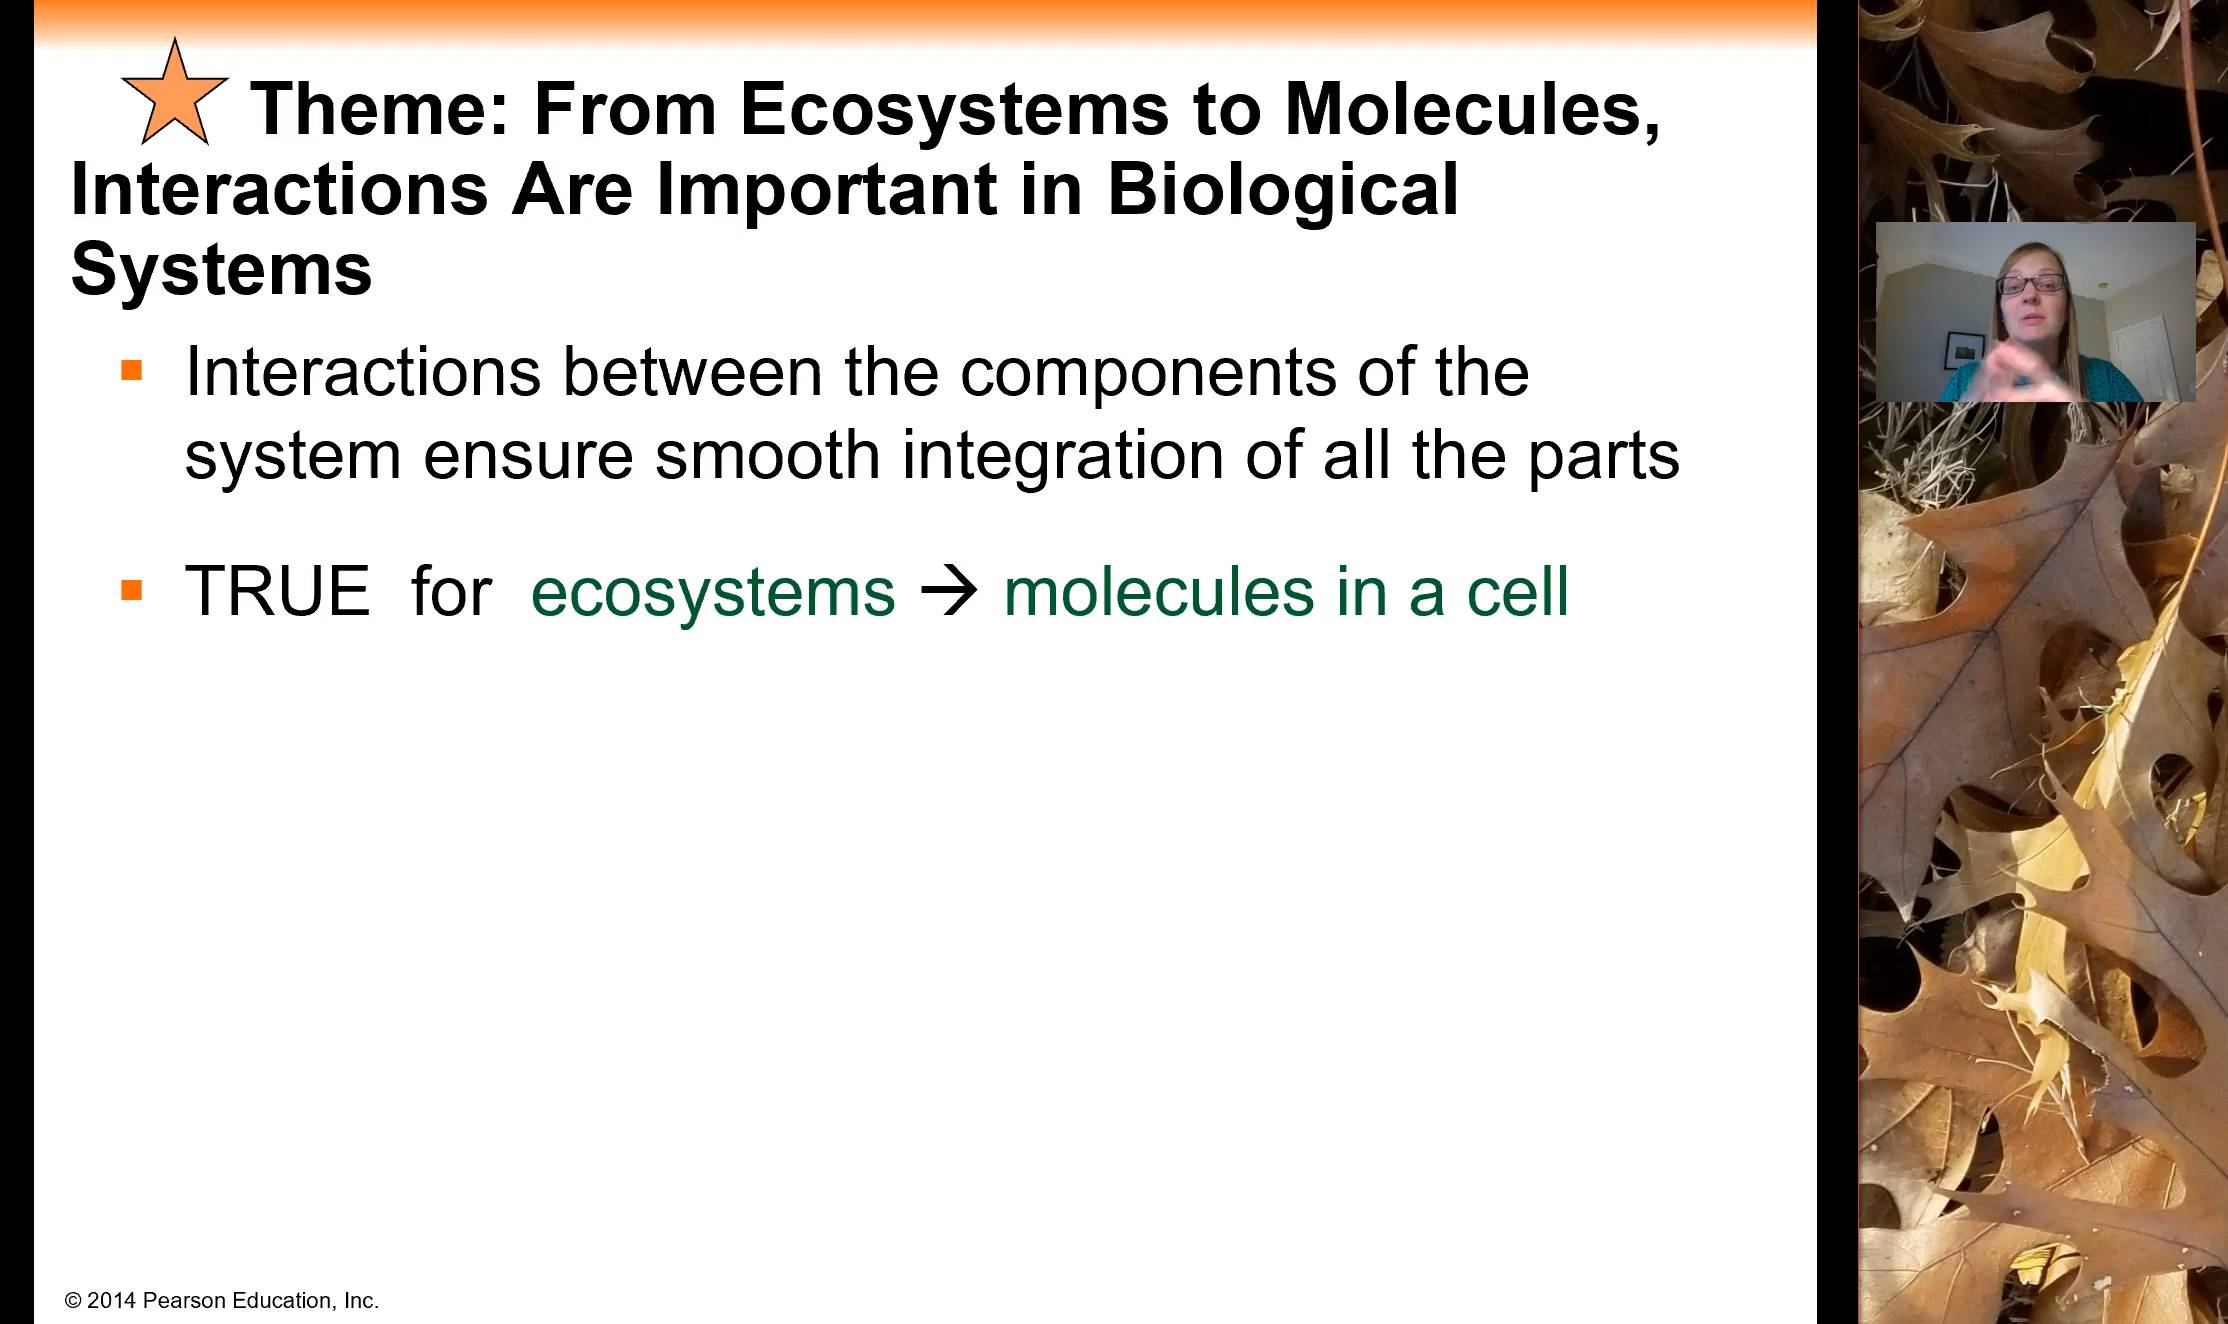 Theme: From Ecosystems to Molecules,
Interactions Are Important in Biological
Systems
Interactions between the components of the
system ensure smooth integration of all the parts
TRUE for ecosystems → molecules in a cell
© 2014 Pearson Education, Inc.